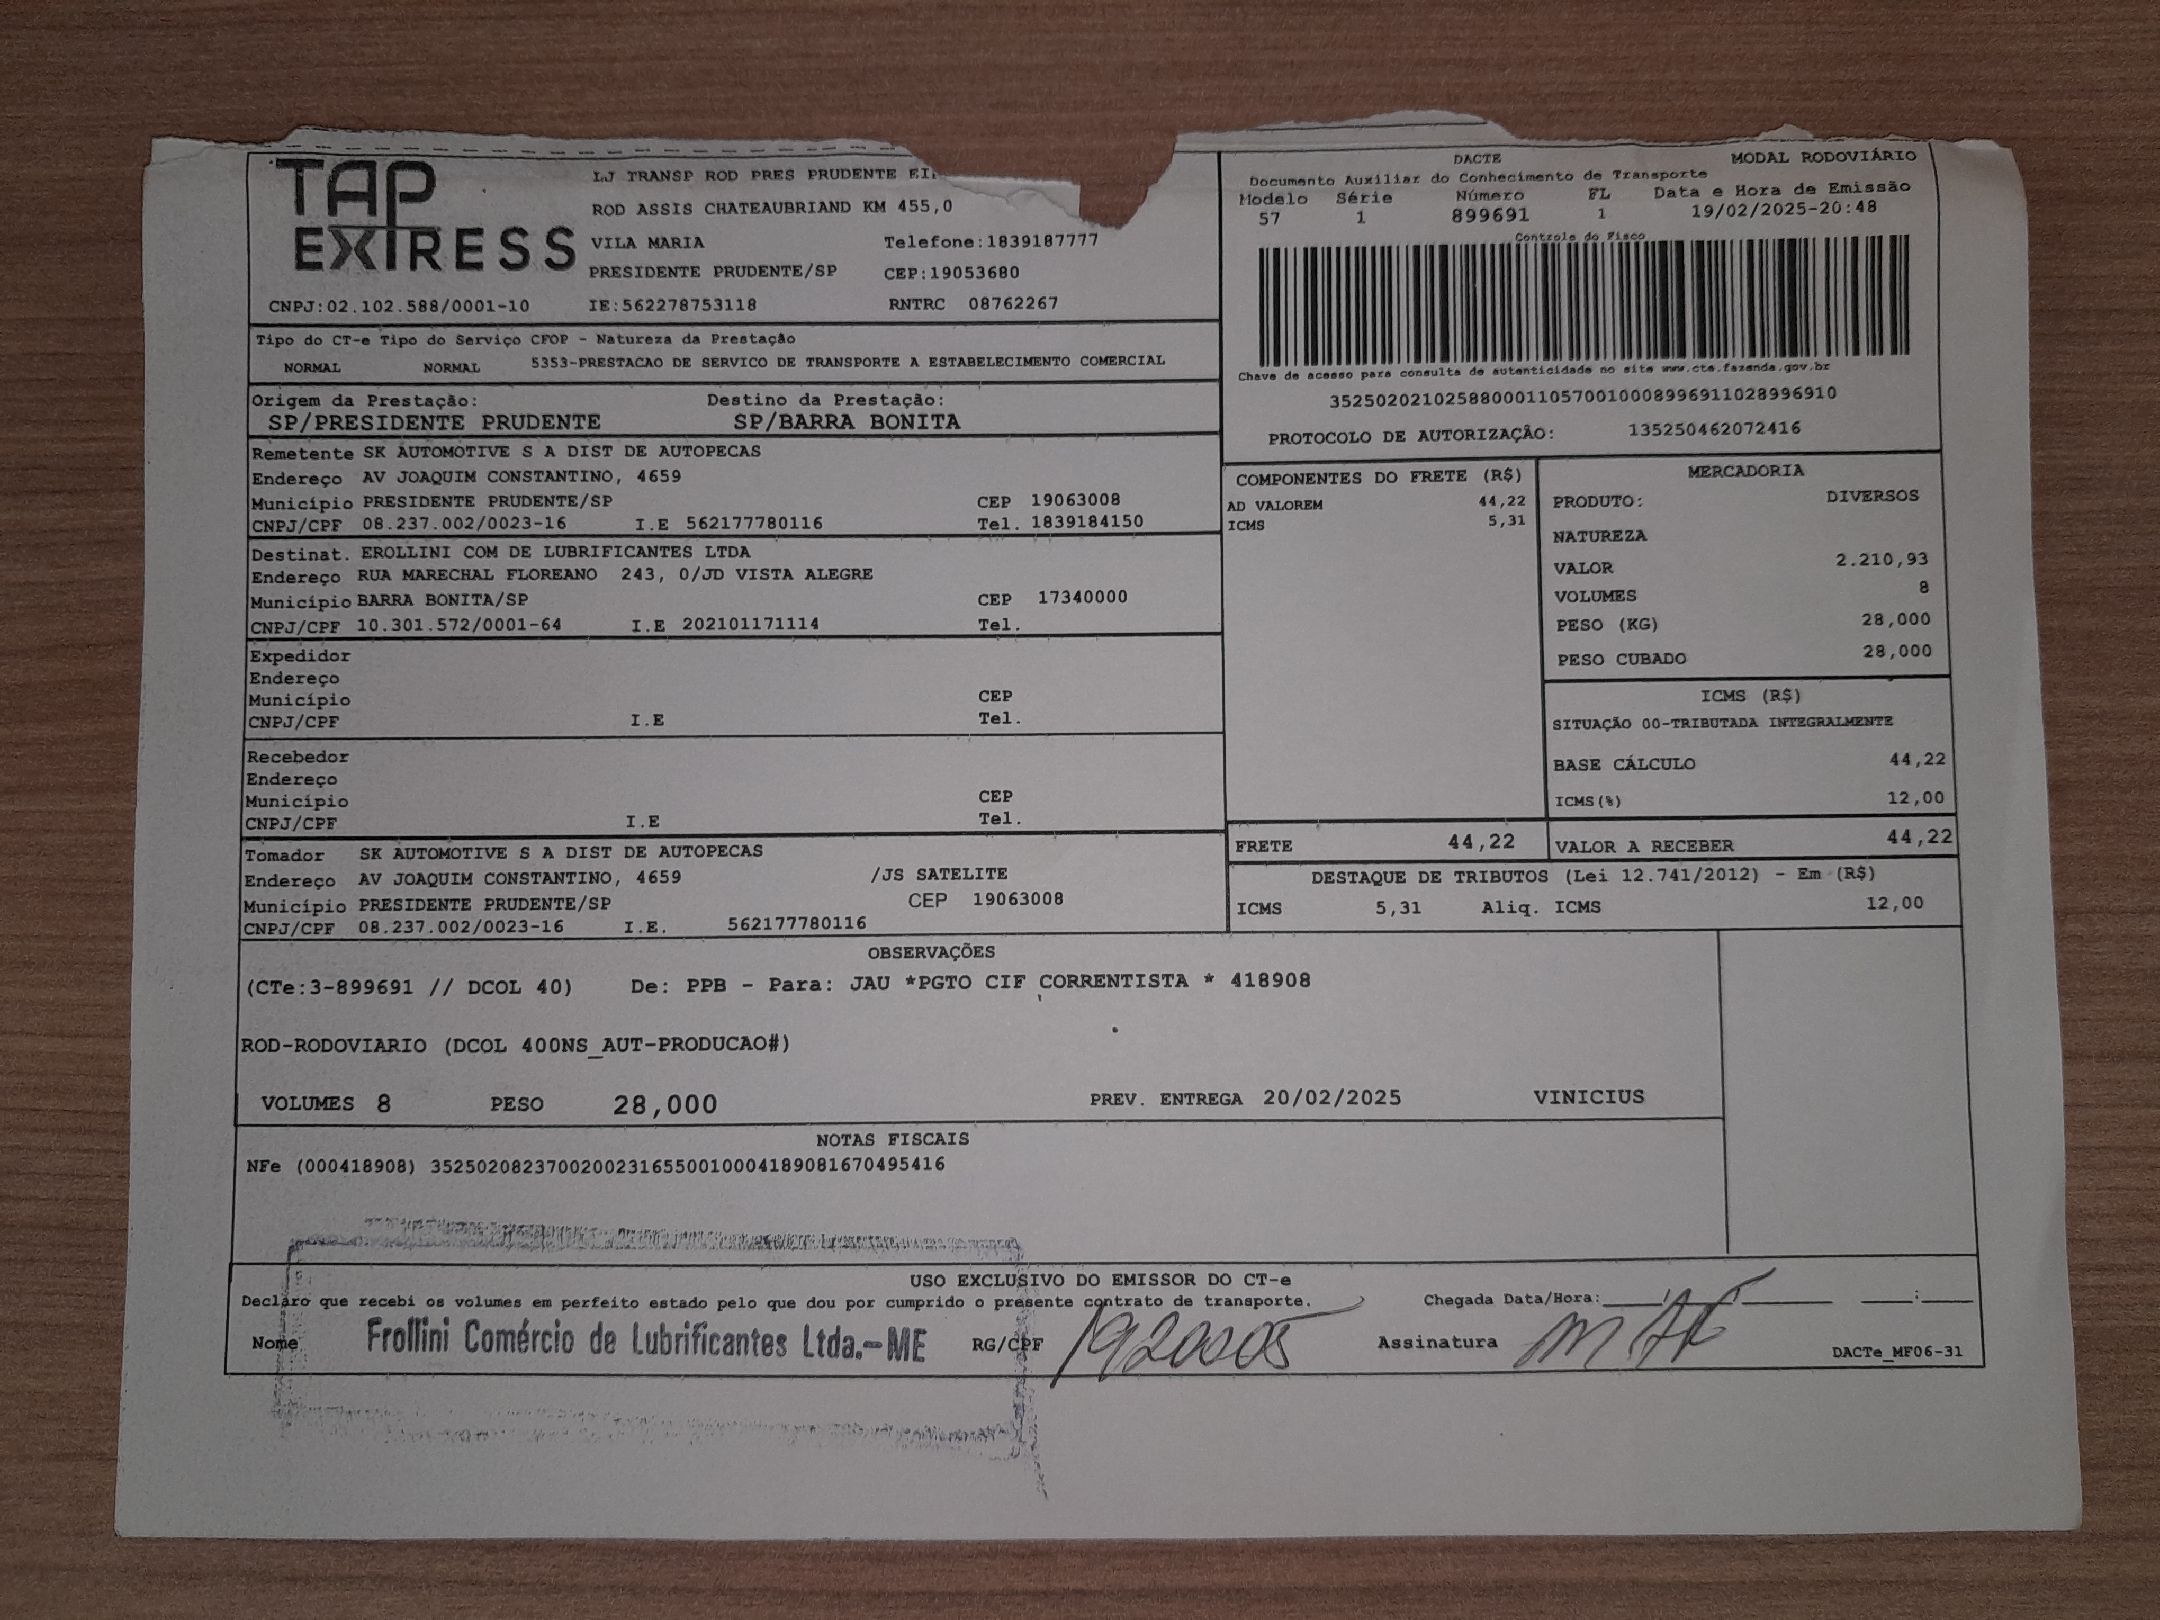 TAP
EXPRESS
LJ TRANSP ROD PRES PRUDENTE
ROD ASSIS CHATEAUBRIAND KM 455,0
VILA MARIA Telefone:1839187777
PRESIDENTE PRUDENTE/SP CEP:19053680
CNPJ:02.102.588/0001-10 IE:562278753118 RNTRC 08762267
DACTE MODAL RODOVIÁRIO
Documento Auxiliar do Conhecimento de Transporte
Modelo Série Número FL Data e Hora de Emissão
57 1 899691 1 19/02/2025-20:48
Controle do Fisco
Chave de acesso para consulta de autenticidade no site www.cte.fazenda.gov.br
35250202102588000110570010008996911028996910
PROTOCOLO DE AUTORIZAÇÃO: 135250462072416
Tipo do CT-e Tipo do Serviço CFOP - Natureza da Prestação
NORMAL NORMAL 5353-PRESTACAO DE SERVICO DE TRANSPORTE A ESTABELECIMENTO COMERCIAL
Origem da Prestação: Destino da Prestação:
SP/PRESIDENTE PRUDENTE SP/BARRA BONITA
Remetente SK AUTOMOTIVE S A DIST DE AUTOPECAS
Endereço AV JOAQUIM CONSTANTINO, 4659
Município PRESIDENTE PRUDENTE/SP CEP 19063008
CNPJ/CPF 08.237.002/0023-16 I.E 562177780116 Tel. 1839184150
Destinat. EROLLINI COM DE LUBRIFICANTES LTDA
Endereço RUA MARECHAL FLOREANO 243, 0/JD VISTA ALEGRE
Município BARRA BONITA/SP CEP 17340000
CNPJ/CPF 10.301.572/0001-64 I.E 202101171114 Tel.
Expedidor
Endereço
Município CEP
CNPJ/CPF I.E Tel.
Recebedor
Endereço
Município CEP
CNPJ/CPF I.E Tel.
Tomador SK AUTOMOTIVE S A DIST DE AUTOPECAS
Endereço AV JOAQUIM CONSTANTINO, 4659 /JS SATELITE
Município PRESIDENTE PRUDENTE/SP CEP 19063008
CNPJ/CPF 08.237.002/0023-16 I.E. 562177780116
COMPONENTES DO FRETE (R$)
AD VALOREM 44,22
ICMS 5,31
MERCADORIA
PRODUTO: DIVERSOS
NATUREZA
VALOR 2.210,93
VOLUMES 8
PESO (KG) 28,000
PESO CUBADO 28,000
ICMS (R$)
SITUAÇÃO 00-TRIBUTADA INTEGRALMENTE
BASE CÁLCULO 44,22
ICMS(%) 12,00
FRETE 44,22 VALOR A RECEBER 44,22
DESTAQUE DE TRIBUTOS (Lei 12.741/2012) - Em (R$)
ICMS 5,31 Aliq. ICMS 12,00
OBSERVAÇÕES
(CTe:3-899691 // DCOL 40) De: PPB - Para: JAU *PGTO CIF CORRENTISTA * 418908
ROD-RODOVIARIO (DCOL 400NS_AUT-PRODUCAO#)
VOLUMES 8 PESO 28,000 PREV. ENTREGA 20/02/2025 VINICIUS
NOTAS FISCAIS
NFe (000418908) 35250208237002002316550010004189081670495416
USO EXCLUSIVO DO EMISSOR DO CT-e
Declaro que recebi os volumes em perfeito estado pelo que dou por cumprido o presente contrato de transporte.
Chegada Data/Hora:____/____/________ ____:____
Nome Frollini Comércio de Lubrificantes Ltda.-ME RG/CPF Assinatura
DACTe_MF06-31